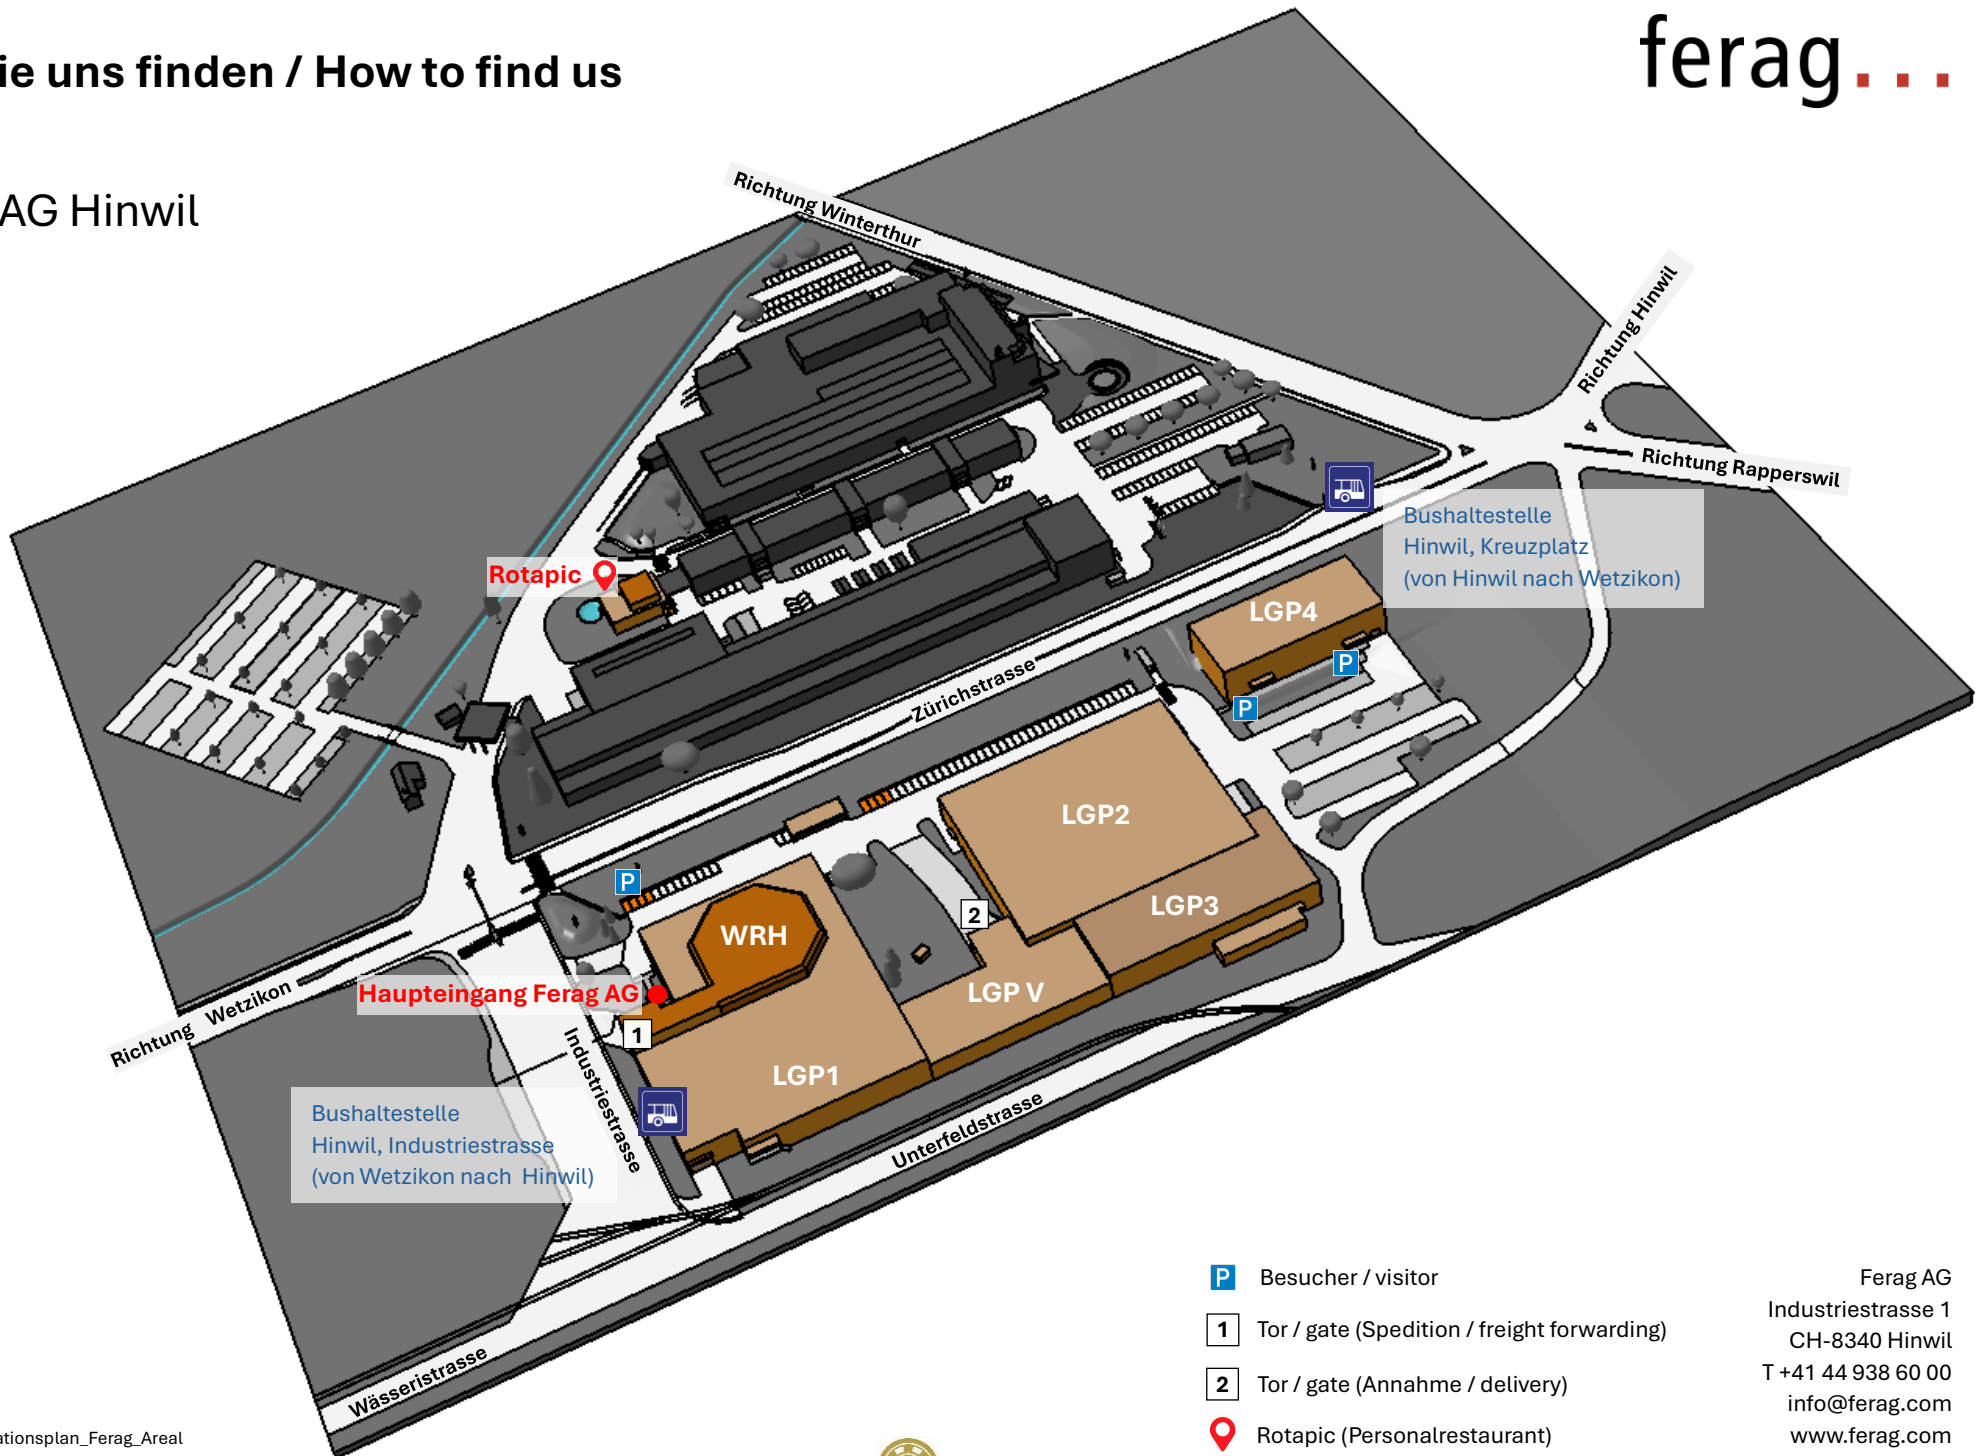 ie uns finden / How to find us
ferag...
AG Hinwil
Richtung Winterthur
Richtung Hinwil
Richtung Rapperswil
Bushaltestelle
Hinwil, Kreuzplatz
(von Hinwil nach Wetzikon)
Rotapic
LGP4
P
P
Zürichstrasse
LGP2
P
LGP3
2
WRH
LGP V
Haupteingang Ferag AG
Richtung Wetzikon
1
Industriestrasse
LGP1
Bushaltestelle
Hinwil, Industriestrasse
(von Wetzikon nach Hinwil)
Unterfeldstrasse
Wässeristrasse
P Besucher / visitor
1 Tor / gate (Spedition / freight forwarding)
2 Tor / gate (Annahme / delivery)
Rotapic (Personalrestaurant)
Ferag AG
Industriestrasse 1
CH-8340 Hinwil
T +41 44 938 60 00
info@ferag.com
www.ferag.com
ationsplan_Ferag_Areal